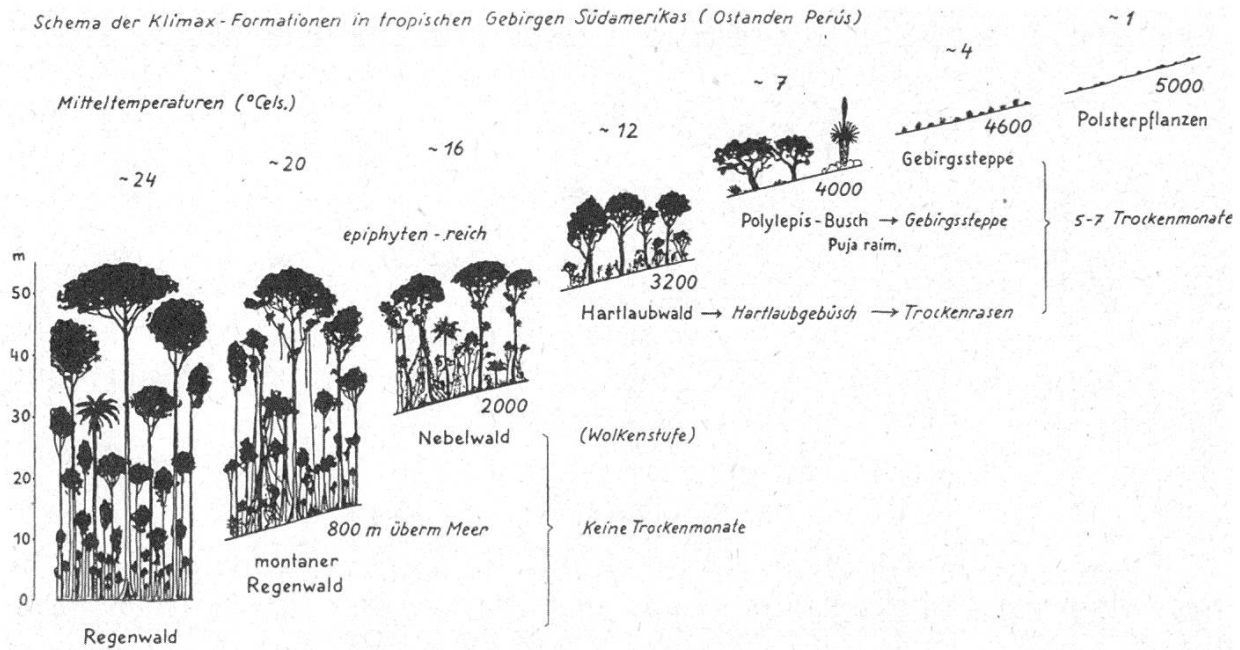 Schema der Klimax-Formationen in tropischen Gebirgen Südamerikas (Ostanden Perús)
~ 1
~ 4
5000
~ 7
Mitteltemperaturen (°Cels.)
4600
Polsterpflanzen
~ 12
Gebirgssteppe
~ 16
~ 20
~ 24
4000
Polylepis-Busch → Gebirgssteppe
5-7 Trockenmonate
Puja raim.
epiphyten-reich
m
3200
50
Hartlaubwald → Hartlaubgebüsch → Trockenrasen
40
30
2000
Nebelwald
(Wolkenstufe)
20
800 m überm Meer
Keine Trockenmonate
10
montaner
Regenwald
0
Regenwald